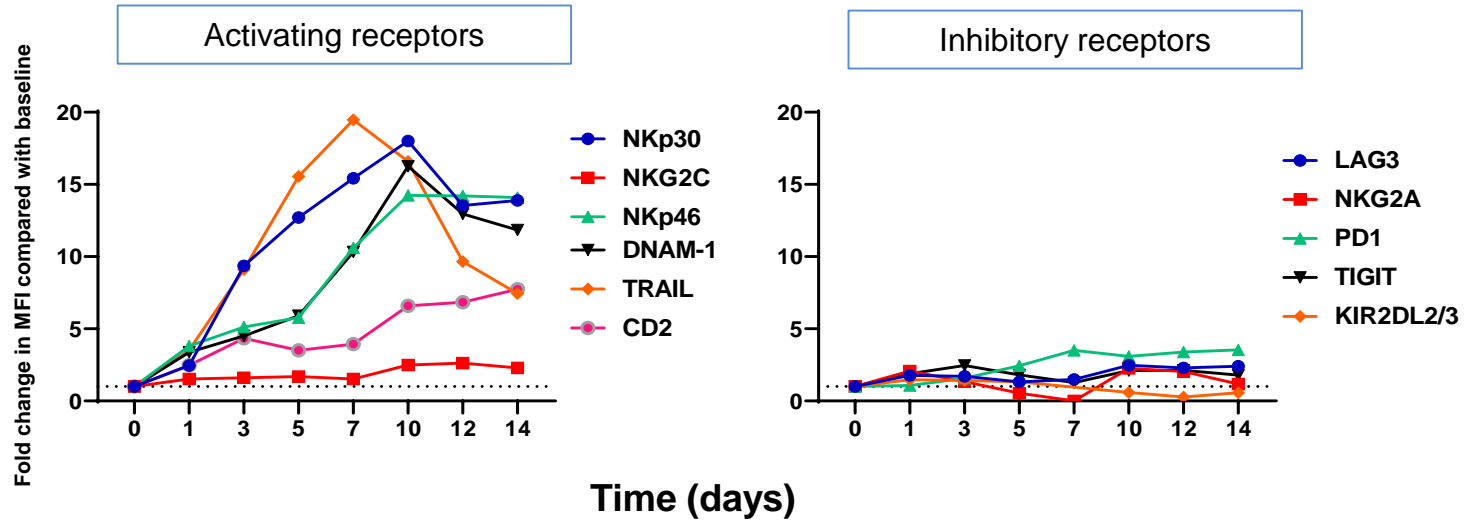 Activating receptors
Inhibitory receptors
Fold change in MFI compared with baseline
20
15
10
5
0
0 1 3 5 7 10 12 14
NKp30
NKG2C
NKp46
DNAM-1
TRAIL
CD2
20
15
10
5
0
0 1 3 5 7 10 12 14
LAG3
NKG2A
PD1
TIGIT
KIR2DL2/3
Time (days)